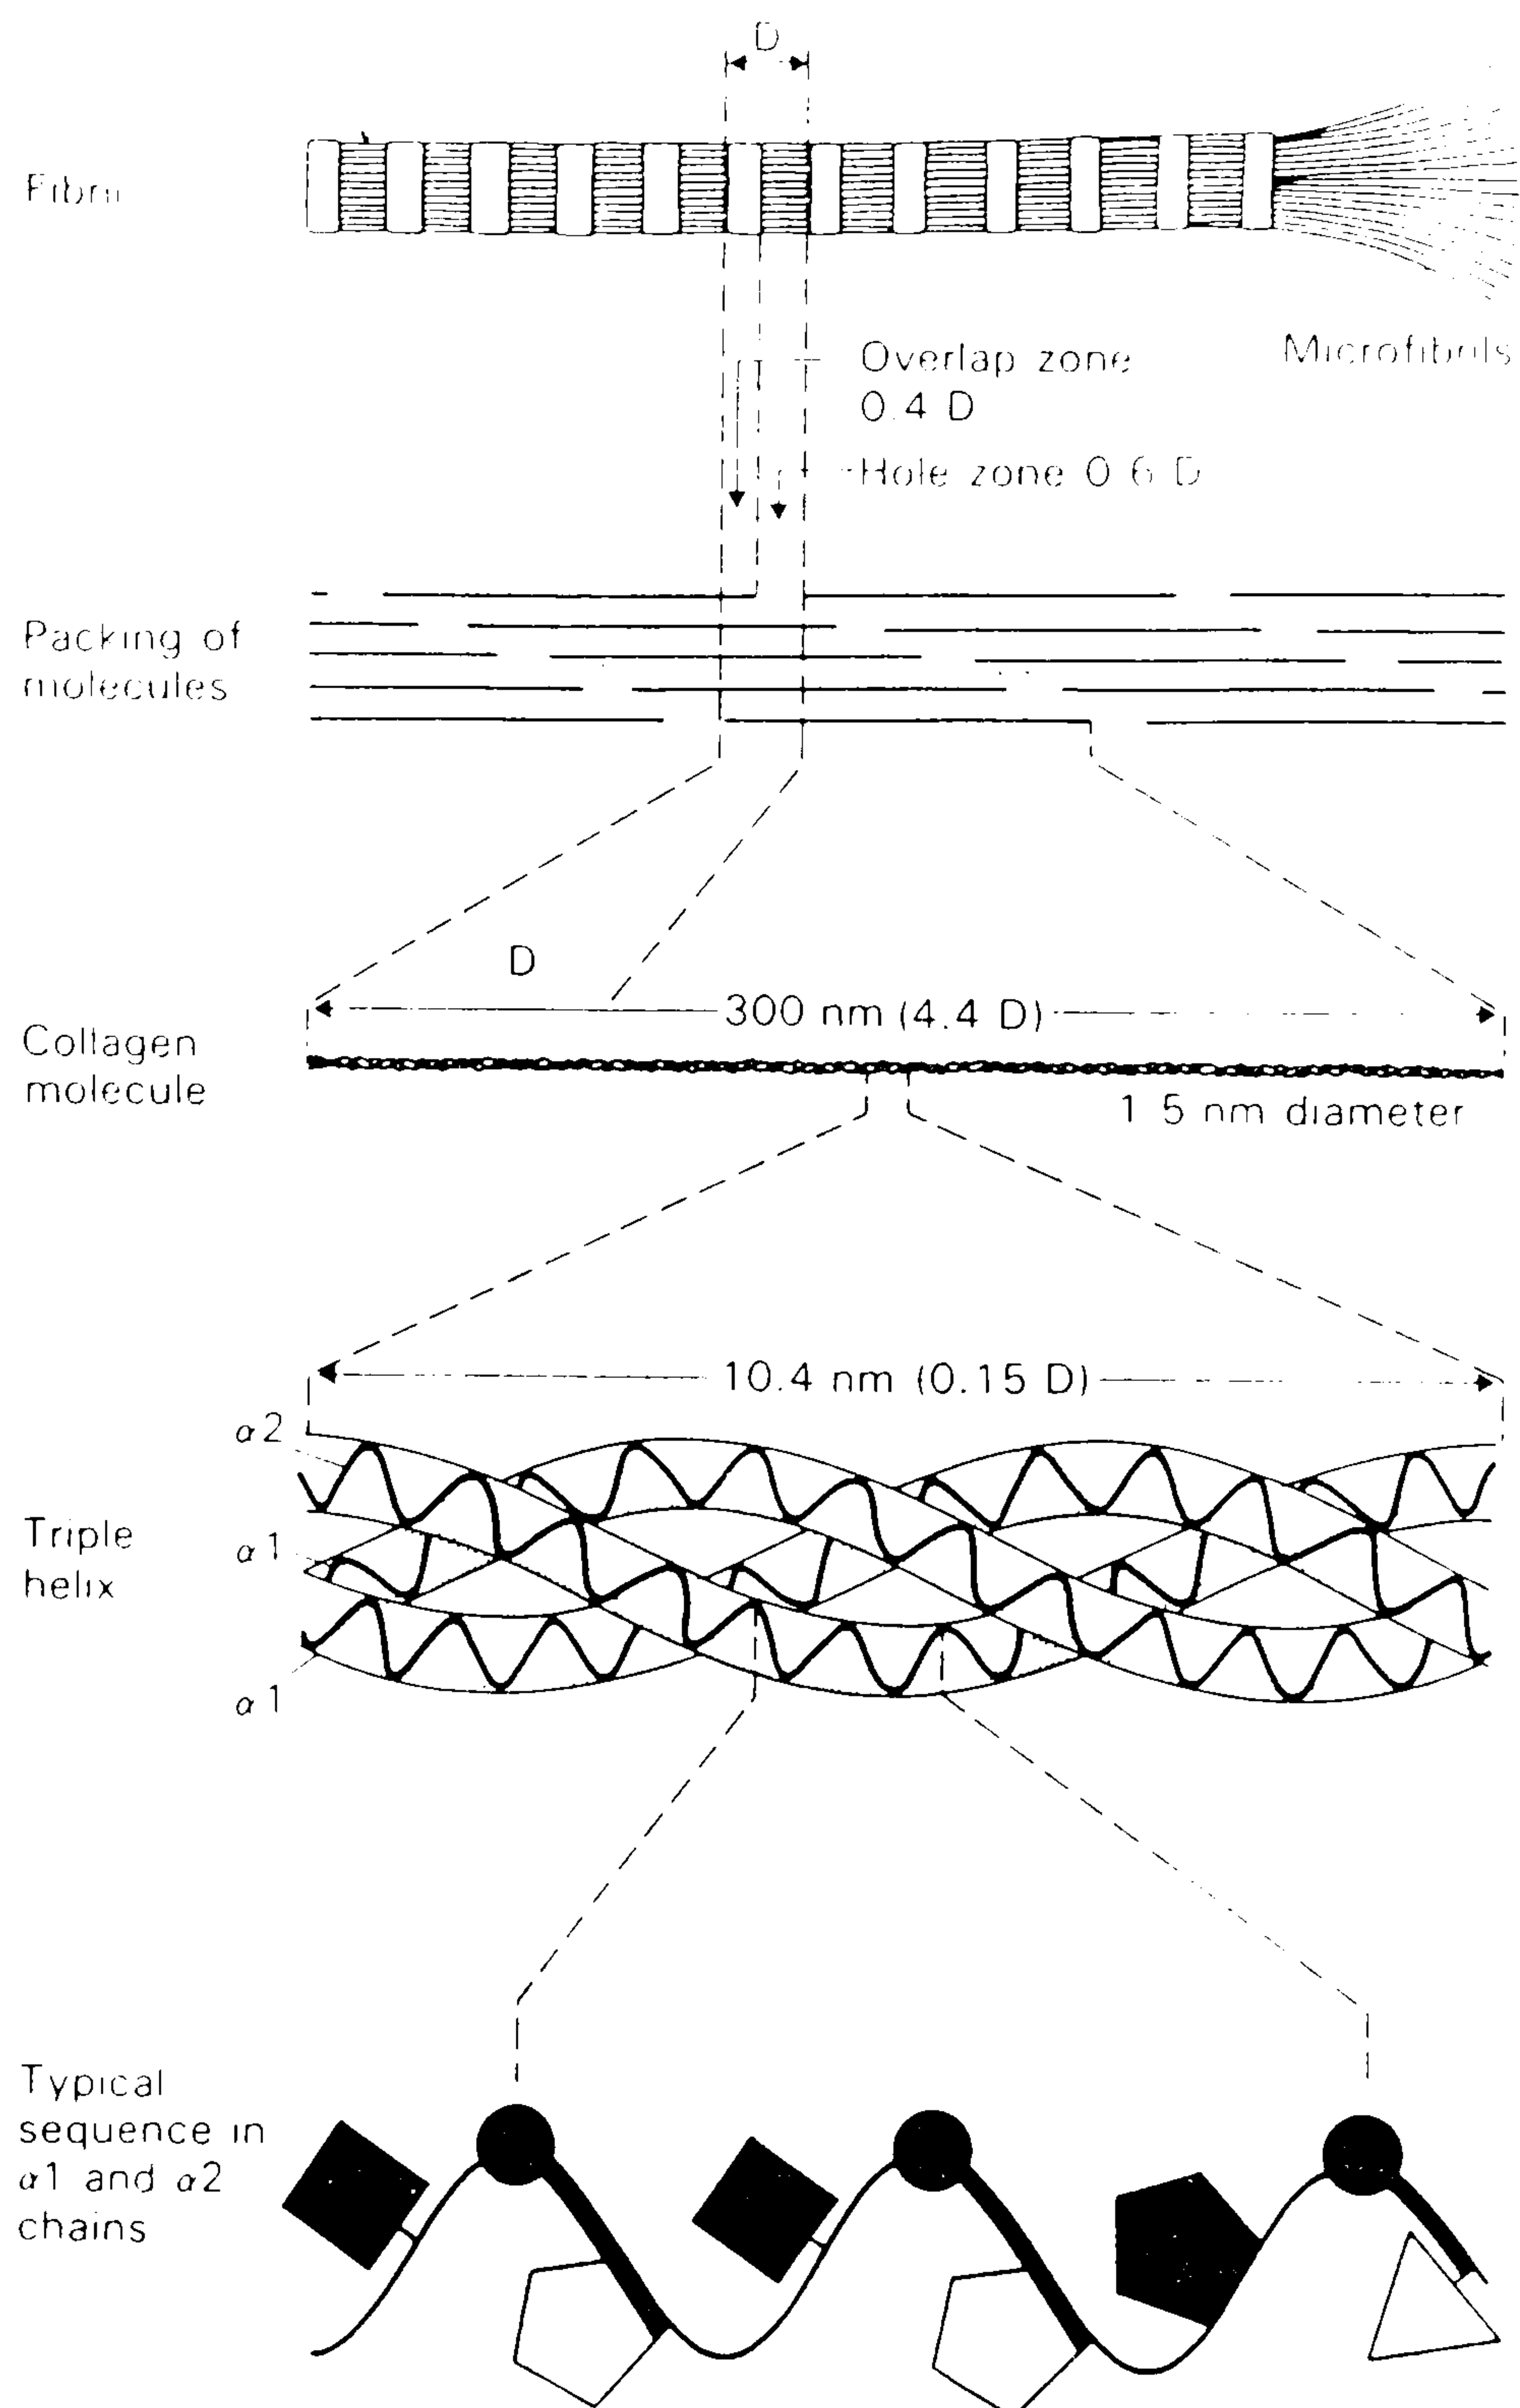 D
Fibril
Microfibrils
Overlap zone
0.4 D
Hole zone 0.6 D
Packing of
molecules
D
300 nm (4.4 D)
Collagen
molecule
1 5 nm diameter
10.4 nm (0.15 D)
α2
Triple
helix
α1
α1
Typical
sequence in
α1 and α2
chains